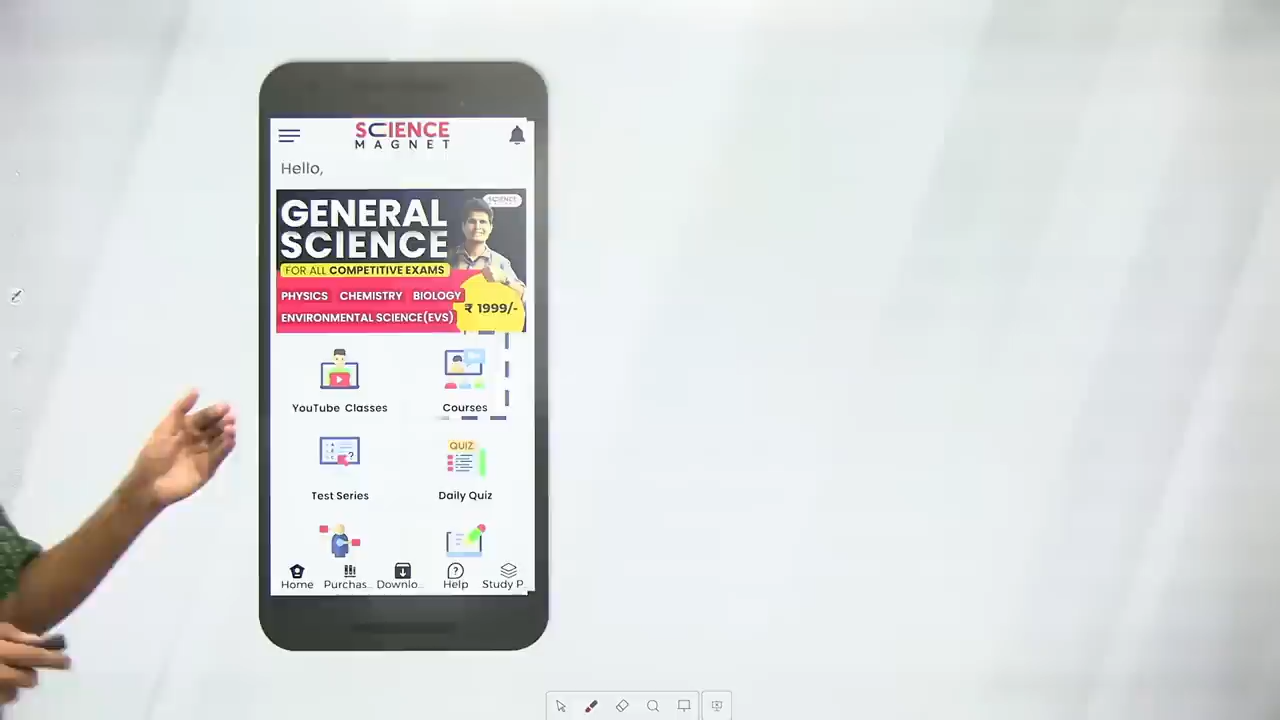 SCIENCE
MAGNET
Hello,
SCIENCE
GENERAL
SCIENCE
FOR ALL COMPETITIVE EXAMS
PHYSICS CHEMISTRY BIOLOGY
₹ 1999/-
ENVIRONMENTAL SCIENCE(EVS)
YouTube Classes Courses
?
QUIZ
Test Series Daily Quiz
?
Home Purchas... Downlo... Help Study P...